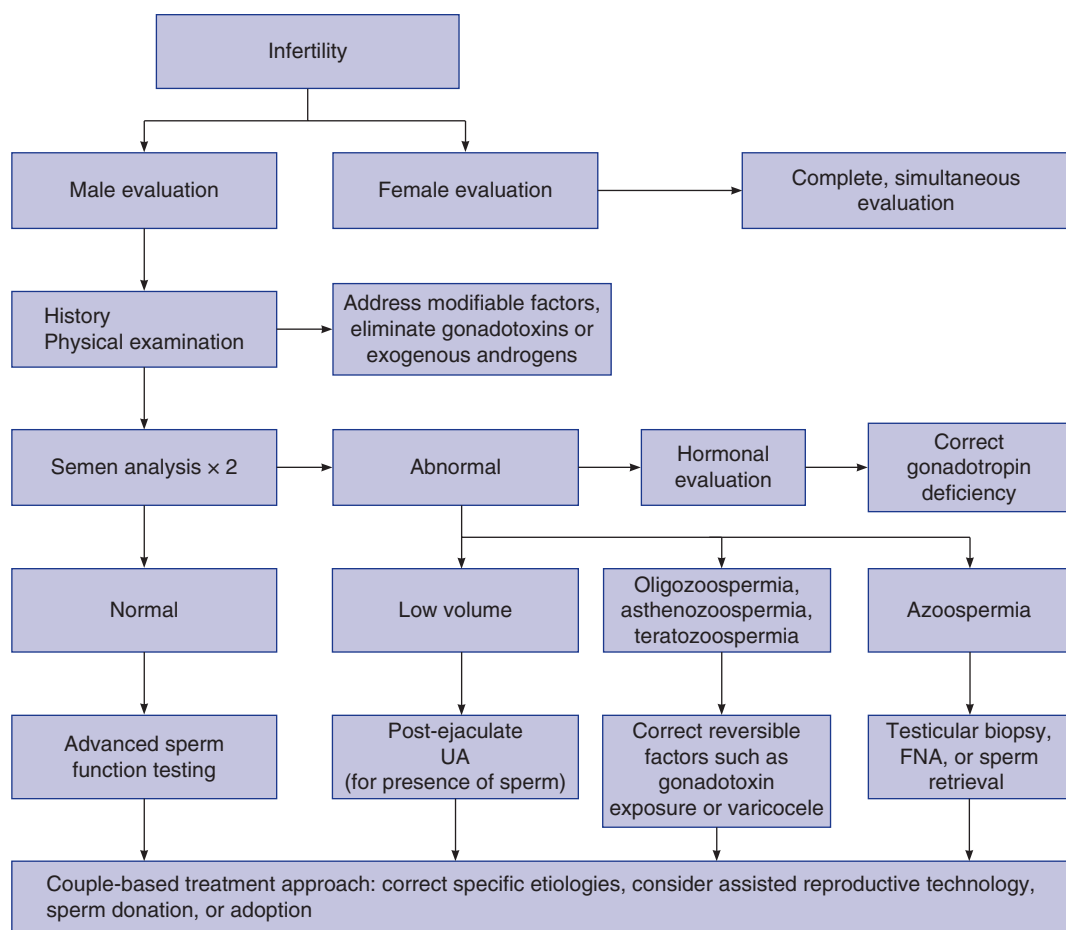 Infertility
Male evaluation
Female evaluation
Complete, simultaneous
evaluation
History
Physical examination
Address modifiable factors,
eliminate gonadotoxins or
exogenous androgens
Semen analysis × 2
Abnormal
Hormonal
evaluation
Correct
gonadotropin
deficiency
Normal
Low volume
Oligozoospermia,
asthenozoospermia,
teratozoospermia
Azoospermia
Advanced sperm
function testing
Post-ejaculate
UA
(for presence of sperm)
Correct reversible
factors such as
gonadotoxin
exposure or varicocele
Testicular biopsy,
FNA, or sperm
retrieval
Couple-based treatment approach: correct specific etiologies, consider assisted reproductive technology,
sperm donation, or adoption